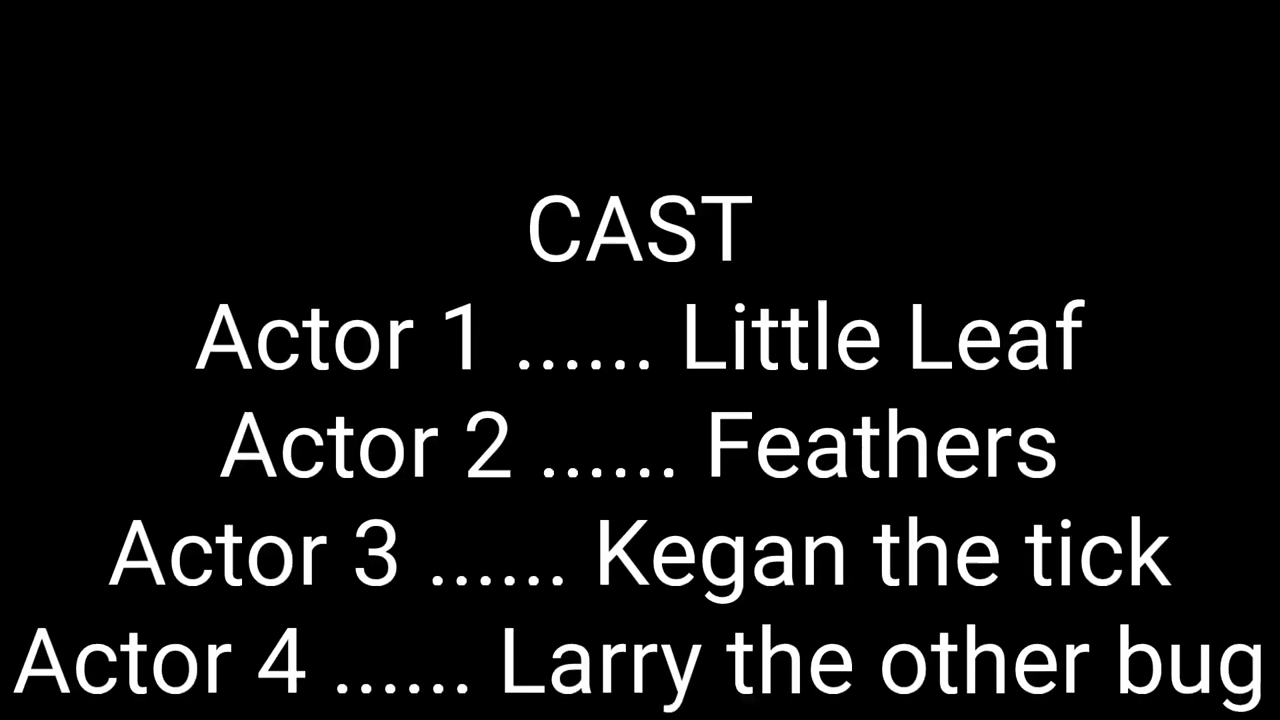 CAST
Actor 1 ...... Little Leaf
Actor 2 ...... Feathers
Actor 3 ...... Kegan the tick
Actor 4 ...... Larry the other bug